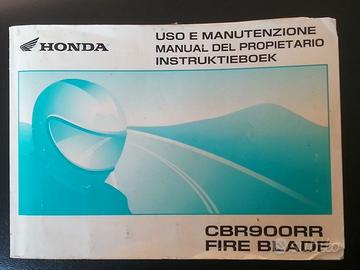 HONDA
USO E MANUTENZIONE
MANUAL DEL PROPIETARIO
INSTRUKTIEBOEK
CBR900RR
FIRE BLADE